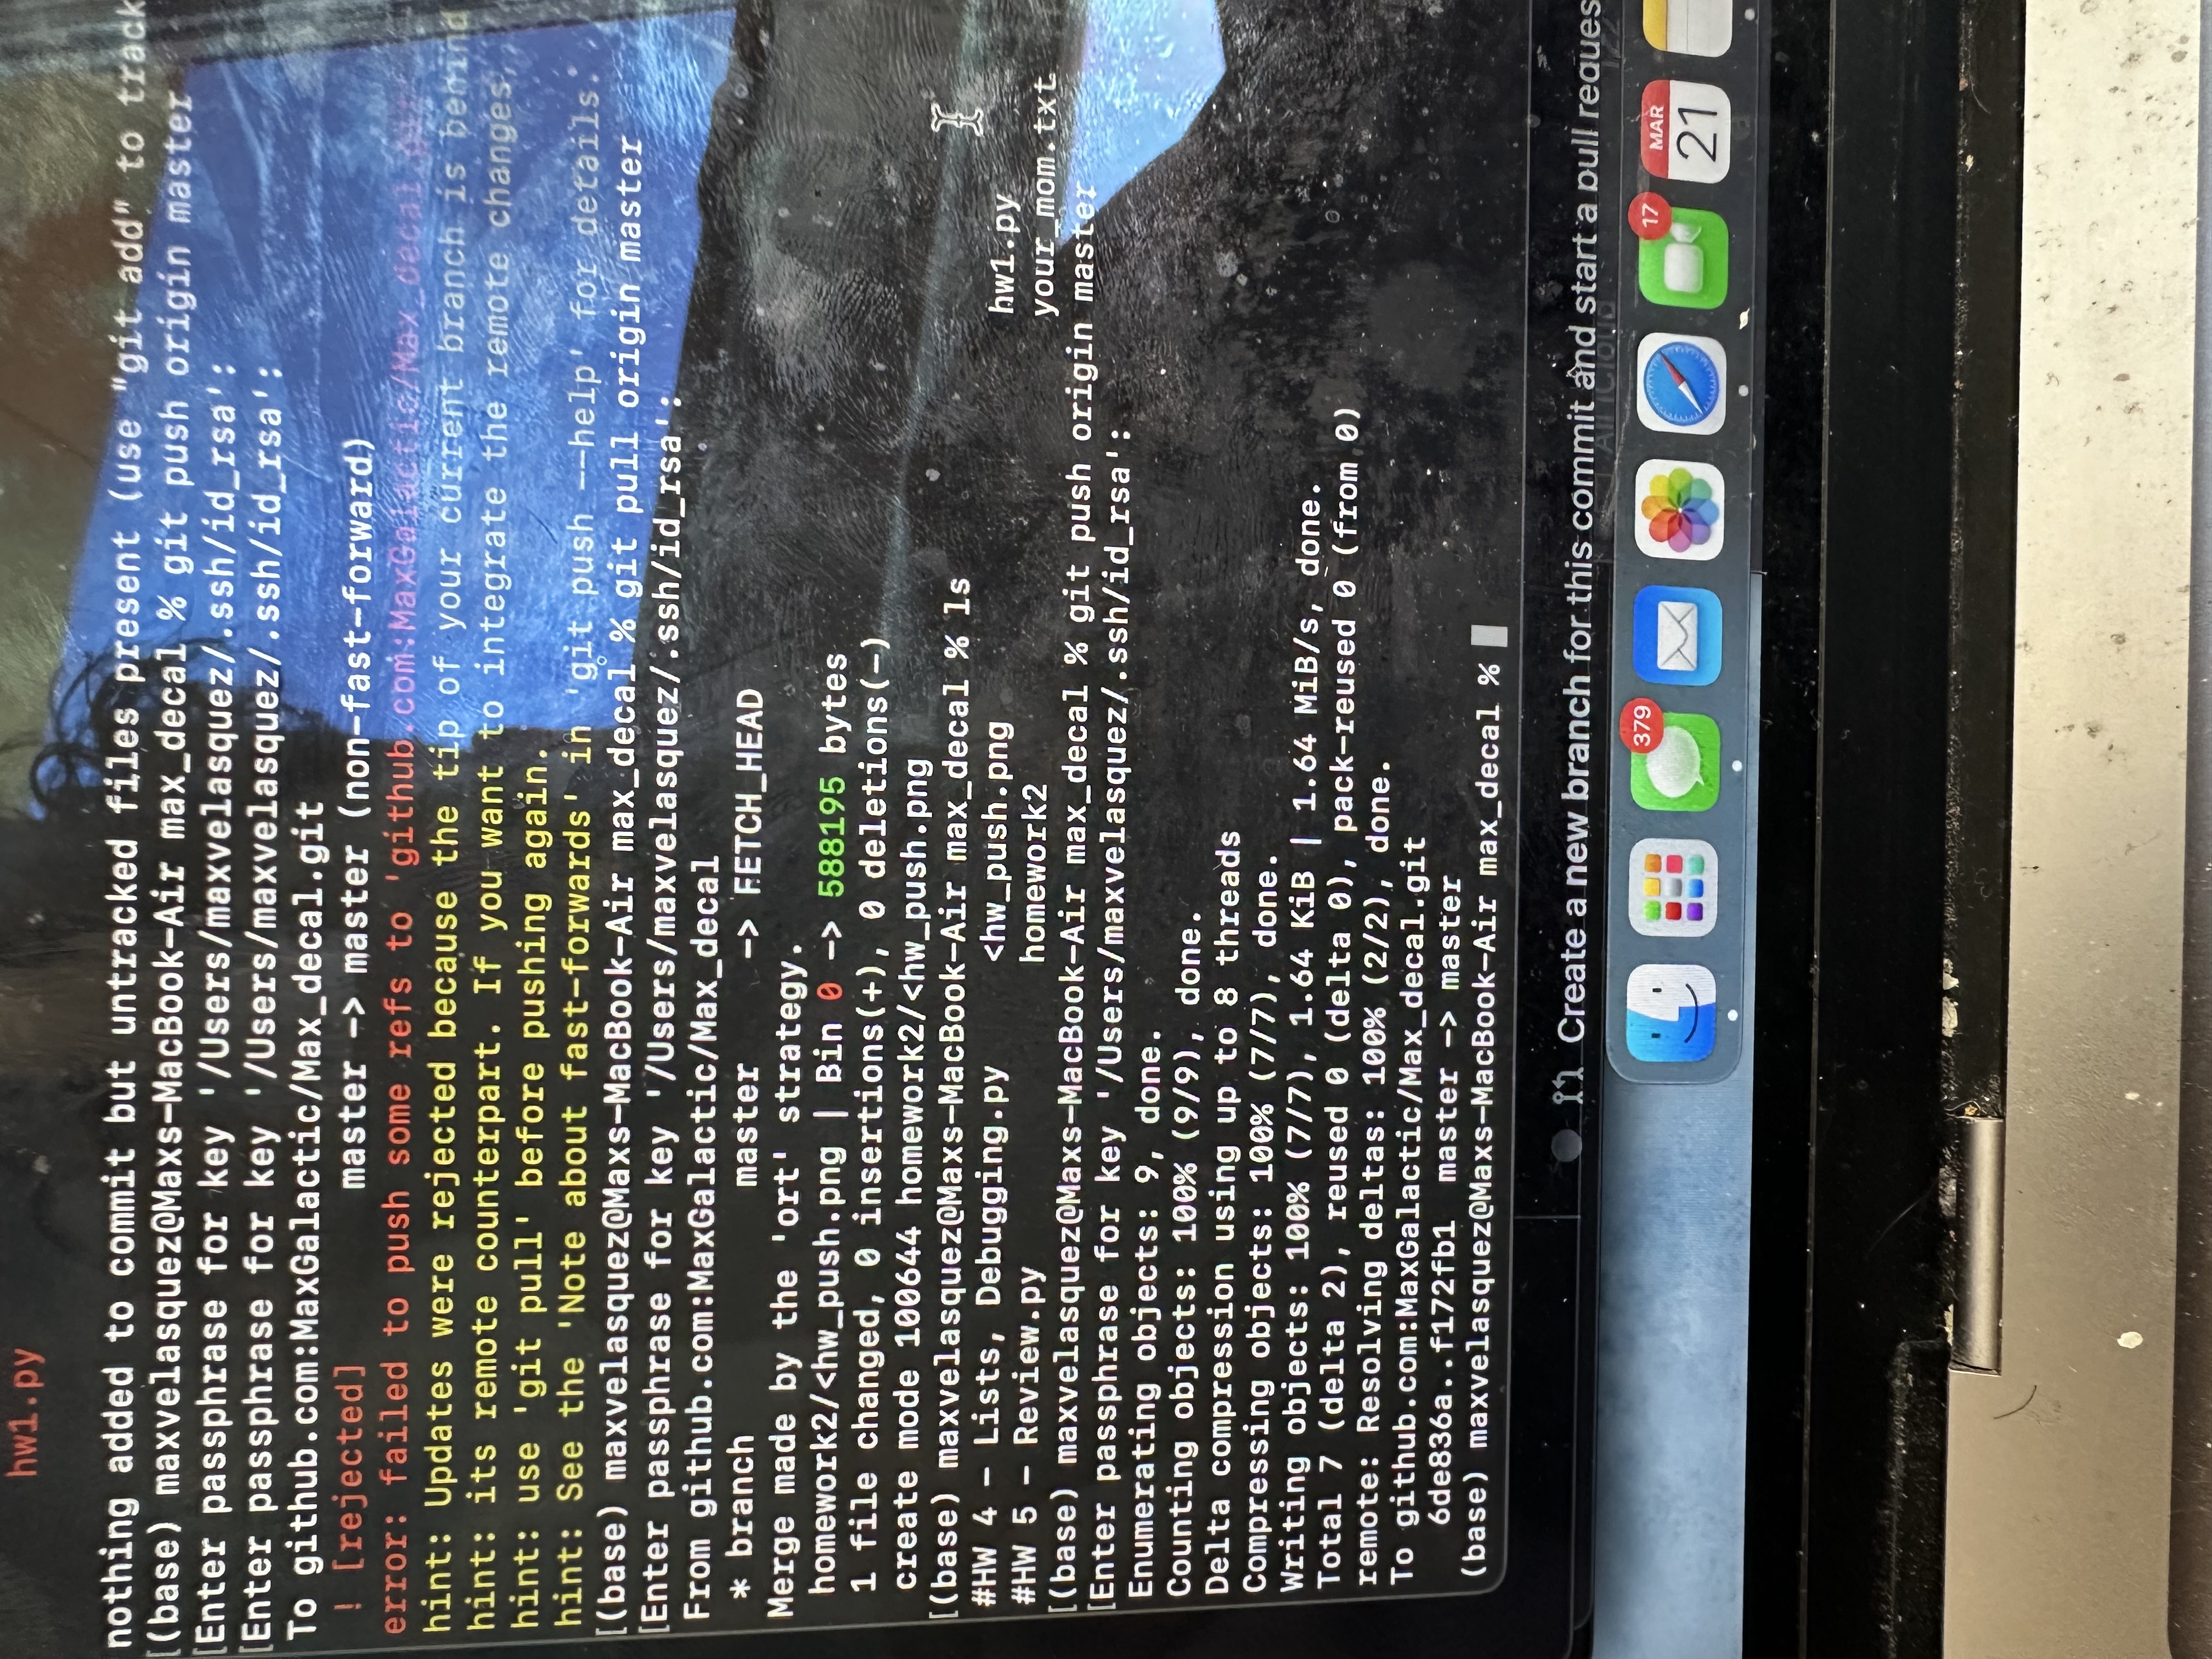 hw1.py
nothing added to commit but untracked files present (use "git add" to track
(base) maxvelasquez@Maxs-MacBook-Air max_decal % git push origin master
Enter passphrase for key '/Users/maxvelasquez/.ssh/id_rsa':
Enter passphrase for key '/Users/maxvelasquez/.ssh/id_rsa':
To github.com:MaxGalactic/Max_decal.git
! [rejected] master -> master (non-fast-forward)
error: failed to push some refs to 'github.com:MaxGalactic/Max_decal.git'
hint: Updates were rejected because the tip of your current branch is behind
hint: its remote counterpart. If you want to integrate the remote changes,
hint: use 'git pull' before pushing again.
hint: See the 'Note about fast-forwards' in 'git push --help' for details.
[(base) maxvelasquez@Maxs-MacBook-Air max_decal % git pull origin master
[Enter passphrase for key '/Users/maxvelasquez/.ssh/id_rsa':
From github.com:MaxGalactic/Max_decal
* branch master -> FETCH_HEAD
Merge made by the 'ort' strategy.
homework2/<hw_push.png | Bin 0 -> 588195 bytes
1 file changed, 0 insertions(+), 0 deletions(-)
create mode 100644 homework2/<hw_push.png
[(base) maxvelasquez@Maxs-MacBook-Air max_decal % ls
#HW 4 - Lists, Debugging.py <hw_push.png hw1.py
#HW 5 - Review.py homework2 your_mom.txt
[(base) maxvelasquez@Maxs-MacBook-Air max_decal % git push origin master
[Enter passphrase for key '/Users/maxvelasquez/.ssh/id_rsa':
Enumerating objects: 9, done.
Counting objects: 100% (9/9), done.
Delta compression using up to 8 threads
Compressing objects: 100% (7/7), done.
Writing objects: 100% (7/7), 1.64 KiB | 1.64 MiB/s, done.
Total 7 (delta 2), reused 0 (delta 0), pack-reused 0 (from 0)
remote: Resolving deltas: 100% (2/2), done.
To github.com:MaxGalactic/Max_decal.git
6de836a..f172fb1 master -> master
(base) maxvelasquez@Maxs-MacBook-Air max_decal %
Create a new branch for this commit and start a pull reques
All iCloud
379
17
MAR
21